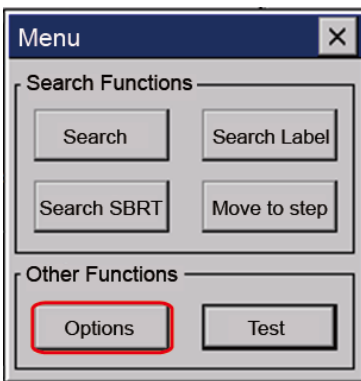 Menu
Search Functions
Search Search Label
Search SBRT Move to step
Other Functions
Options Test